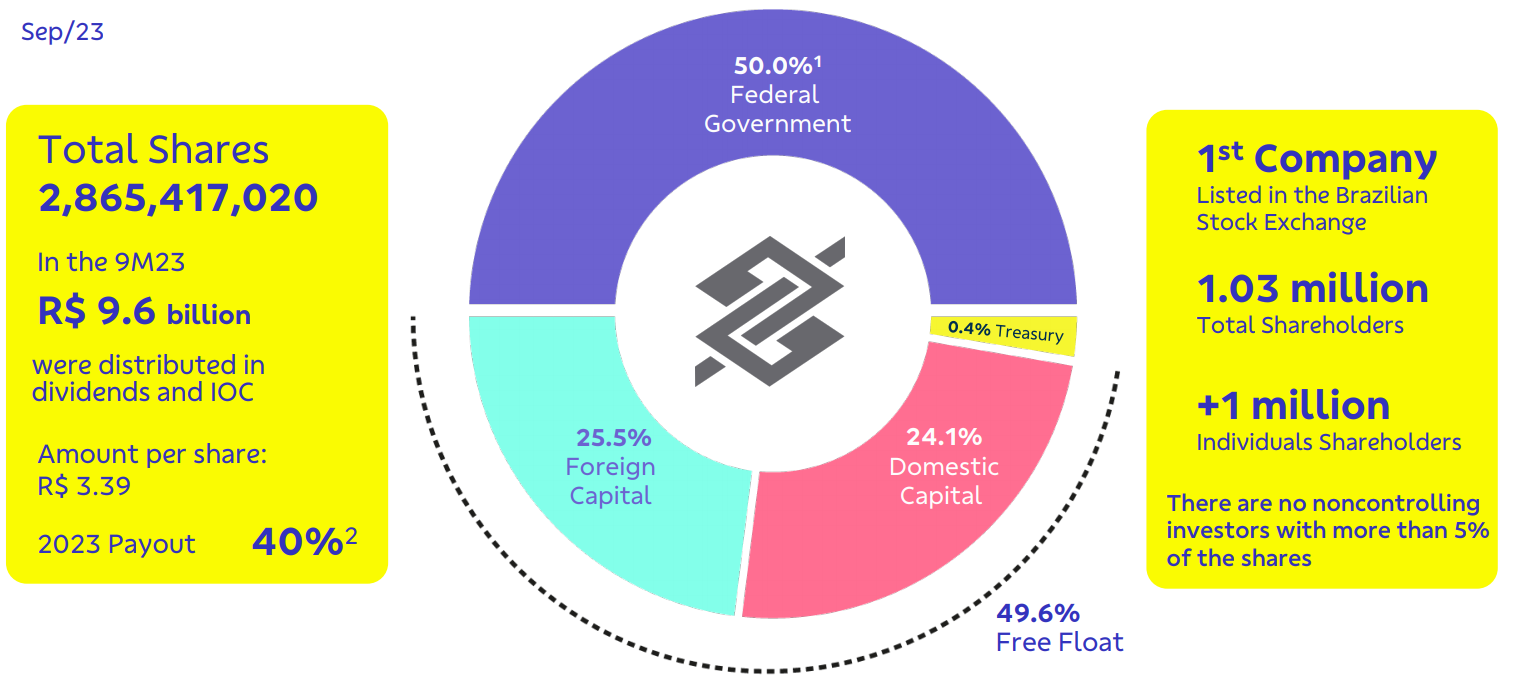 Sep/23
Total Shares
2,865,417,020
In the 9M23
R$ 9.6 billion
were distributed in
dividends and IOC
Amount per share:
R$ 3.39
2023 Payout 40%²
50.0%¹
Federal
Government
0.4% Treasury
25.5%
Foreign
Capital
24.1%
Domestic
Capital
49.6%
Free Float
1st Company
Listed in the Brazilian
Stock Exchange
1.03 million
Total Shareholders
+1 million
Individuals Shareholders
There are no noncontrolling
investors with more than 5%
of the shares